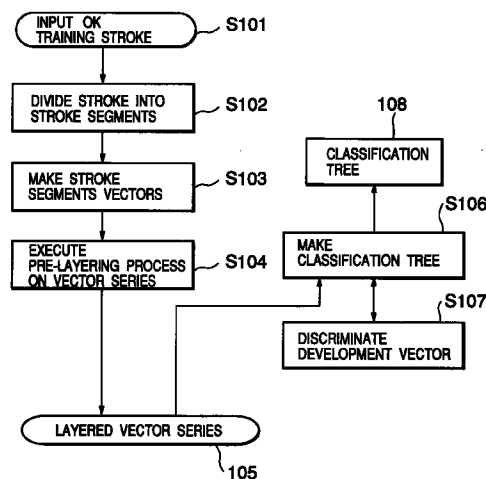 INPUT OK
TRAINING STROKE
S101
DIVIDE STROKE INTO
STROKE SEGMENTS
S102
MAKE STROKE
SEGMENTS VECTORS
S103
EXECUTE
PRE-LAYERING PROCESS
ON VECTOR SERIES
S104
LAYERED VECTOR SERIES
105
108
CLASSIFICATION
TREE
S106
MAKE
CLASSIFICATION TREE
S107
DISCRIMINATE
DEVELOPMENT VECTOR